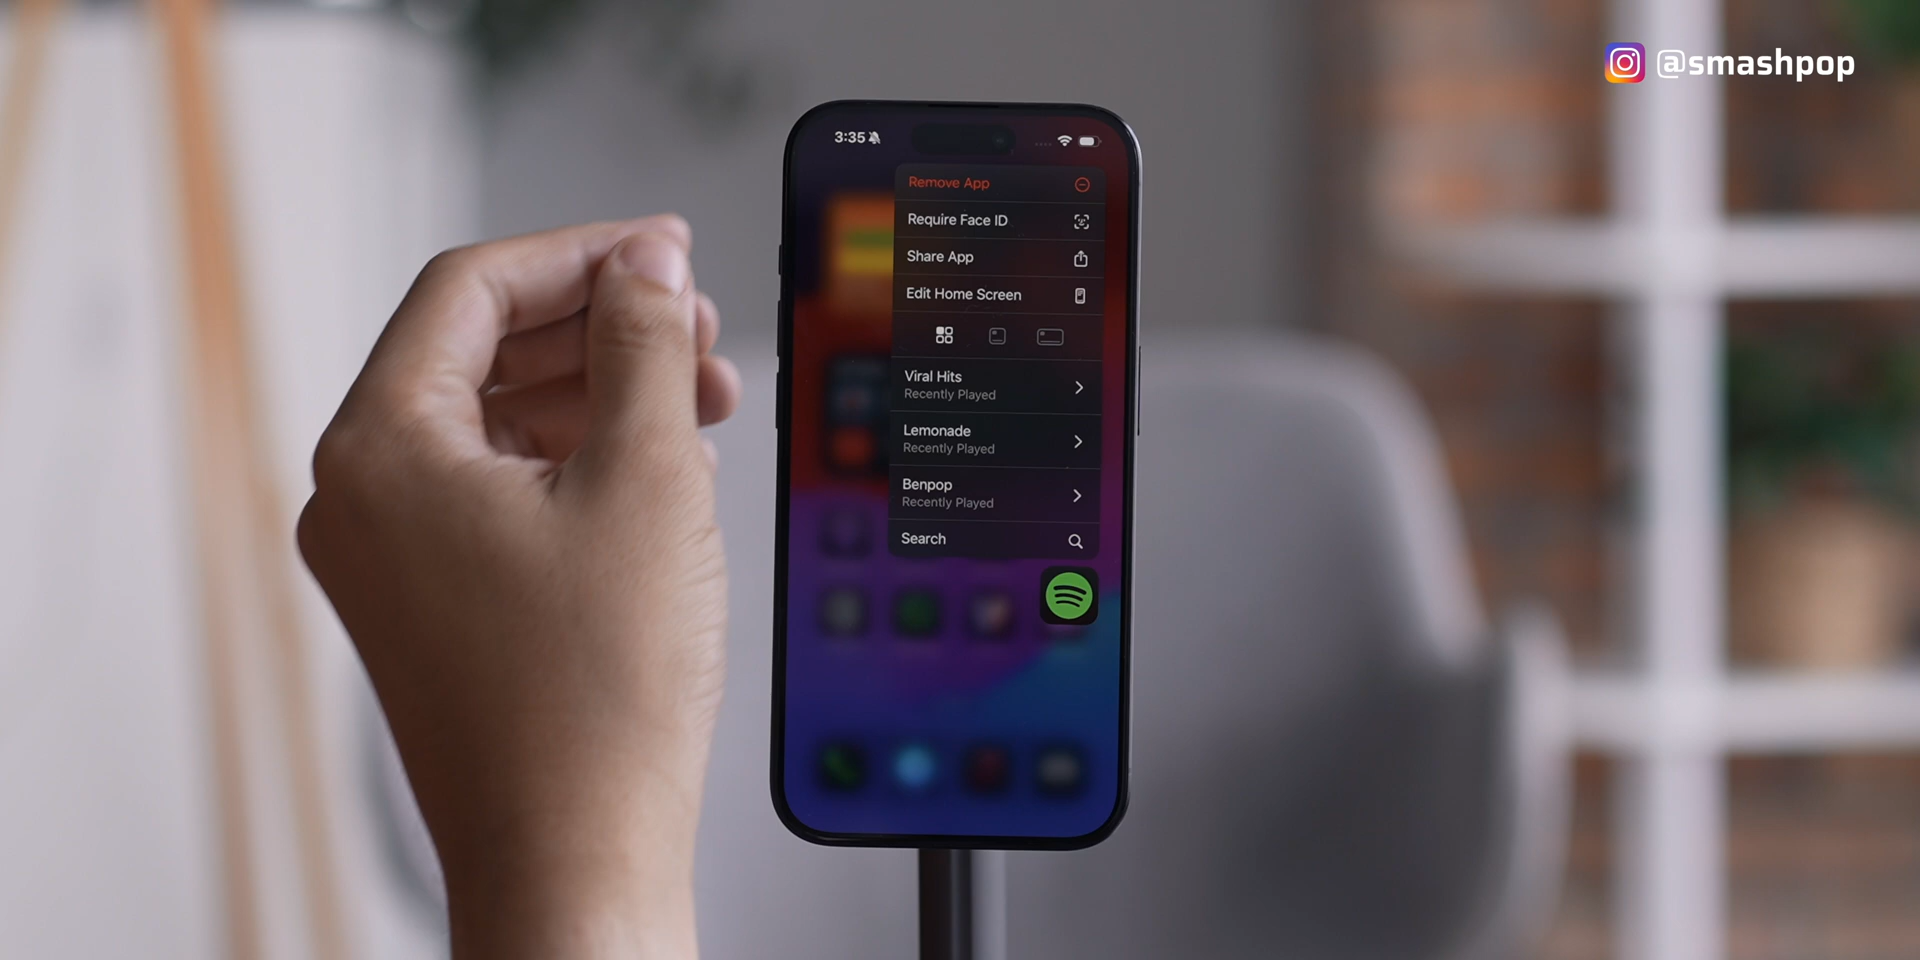 @smashpop
3:35
Remove App
Require Face ID
Share App
Edit Home Screen
Viral Hits
Recently Played
Lemonade
Recently Played
Benpop
Recently Played
Search